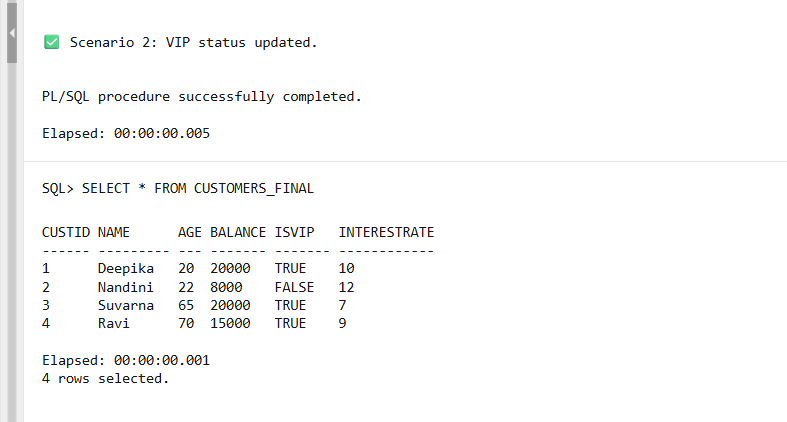 ✅ Scenario 2: VIP status updated.
PL/SQL procedure successfully completed.
Elapsed: 00:00:00.005
SQL> SELECT * FROM CUSTOMERS_FINAL
CUSTID NAME      AGE BALANCE ISVIP   INTERESTRATE
------ --------- --- ------- ------- ------------
1      Deepika   20  20000   TRUE    10
2      Nandini   22  8000    FALSE   12
3      Suvarna   65  20000   TRUE    7
4      Ravi      70  15000   TRUE    9
Elapsed: 00:00:00.001
4 rows selected.